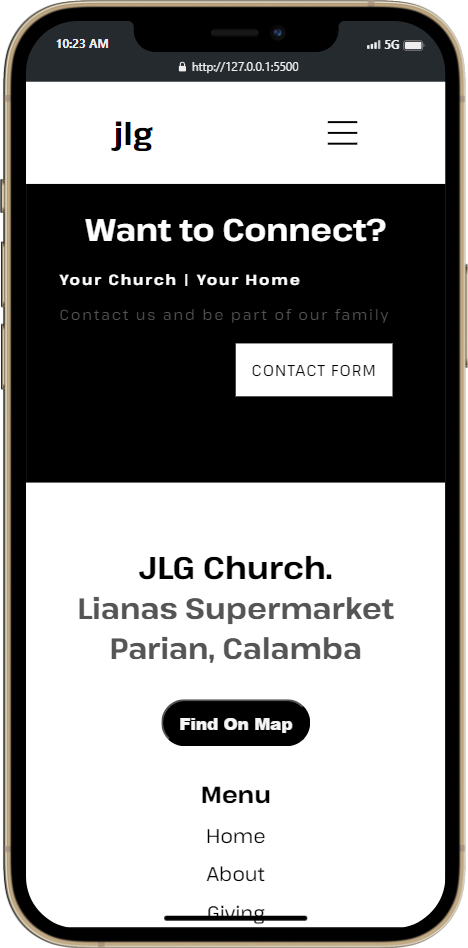 10:23 AM
5G
http://127.0.0.1:5500
jlg
Want to Connect?
Your Church | Your Home
Contact us and be part of our family
CONTACT FORM
JLG Church.
Lianas Supermarket
Parian, Calamba
Find On Map
Menu
Home
About
Giving